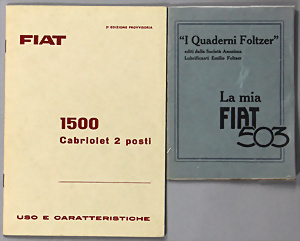 2ª EDIZIONE PROVVISORIA
FIAT
1500
Cabriolet 2 posti
USO E CARATTERISTICHE
“I Quaderni Foltzer”
editi dalla Società Anonima
Lubrificanti Emilio Foltzer
La mia
FIAT
503